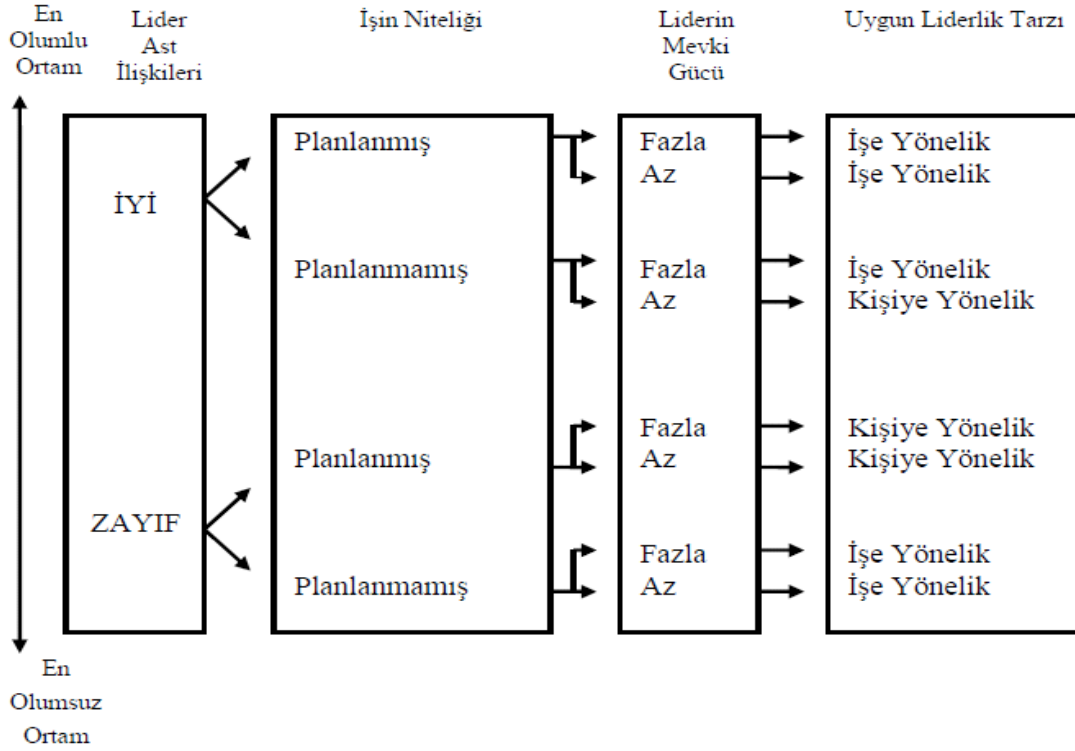 En
Olumlu
Ortam
Lider
Ast
İlişkileri
İşin Niteliği
Liderin
Mevki
Gücü
Uygun Liderlik Tarzı
İYİ
Planlanmış
Fazla
İşe Yönelik
Az
İşe Yönelik
Planlanmamış
Fazla
İşe Yönelik
Az
Kişiye Yönelik
ZAYIF
Planlanmış
Fazla
Kişiye Yönelik
Az
Kişiye Yönelik
Planlanmamış
Fazla
İşe Yönelik
Az
İşe Yönelik
En
Olumsuz
Ortam